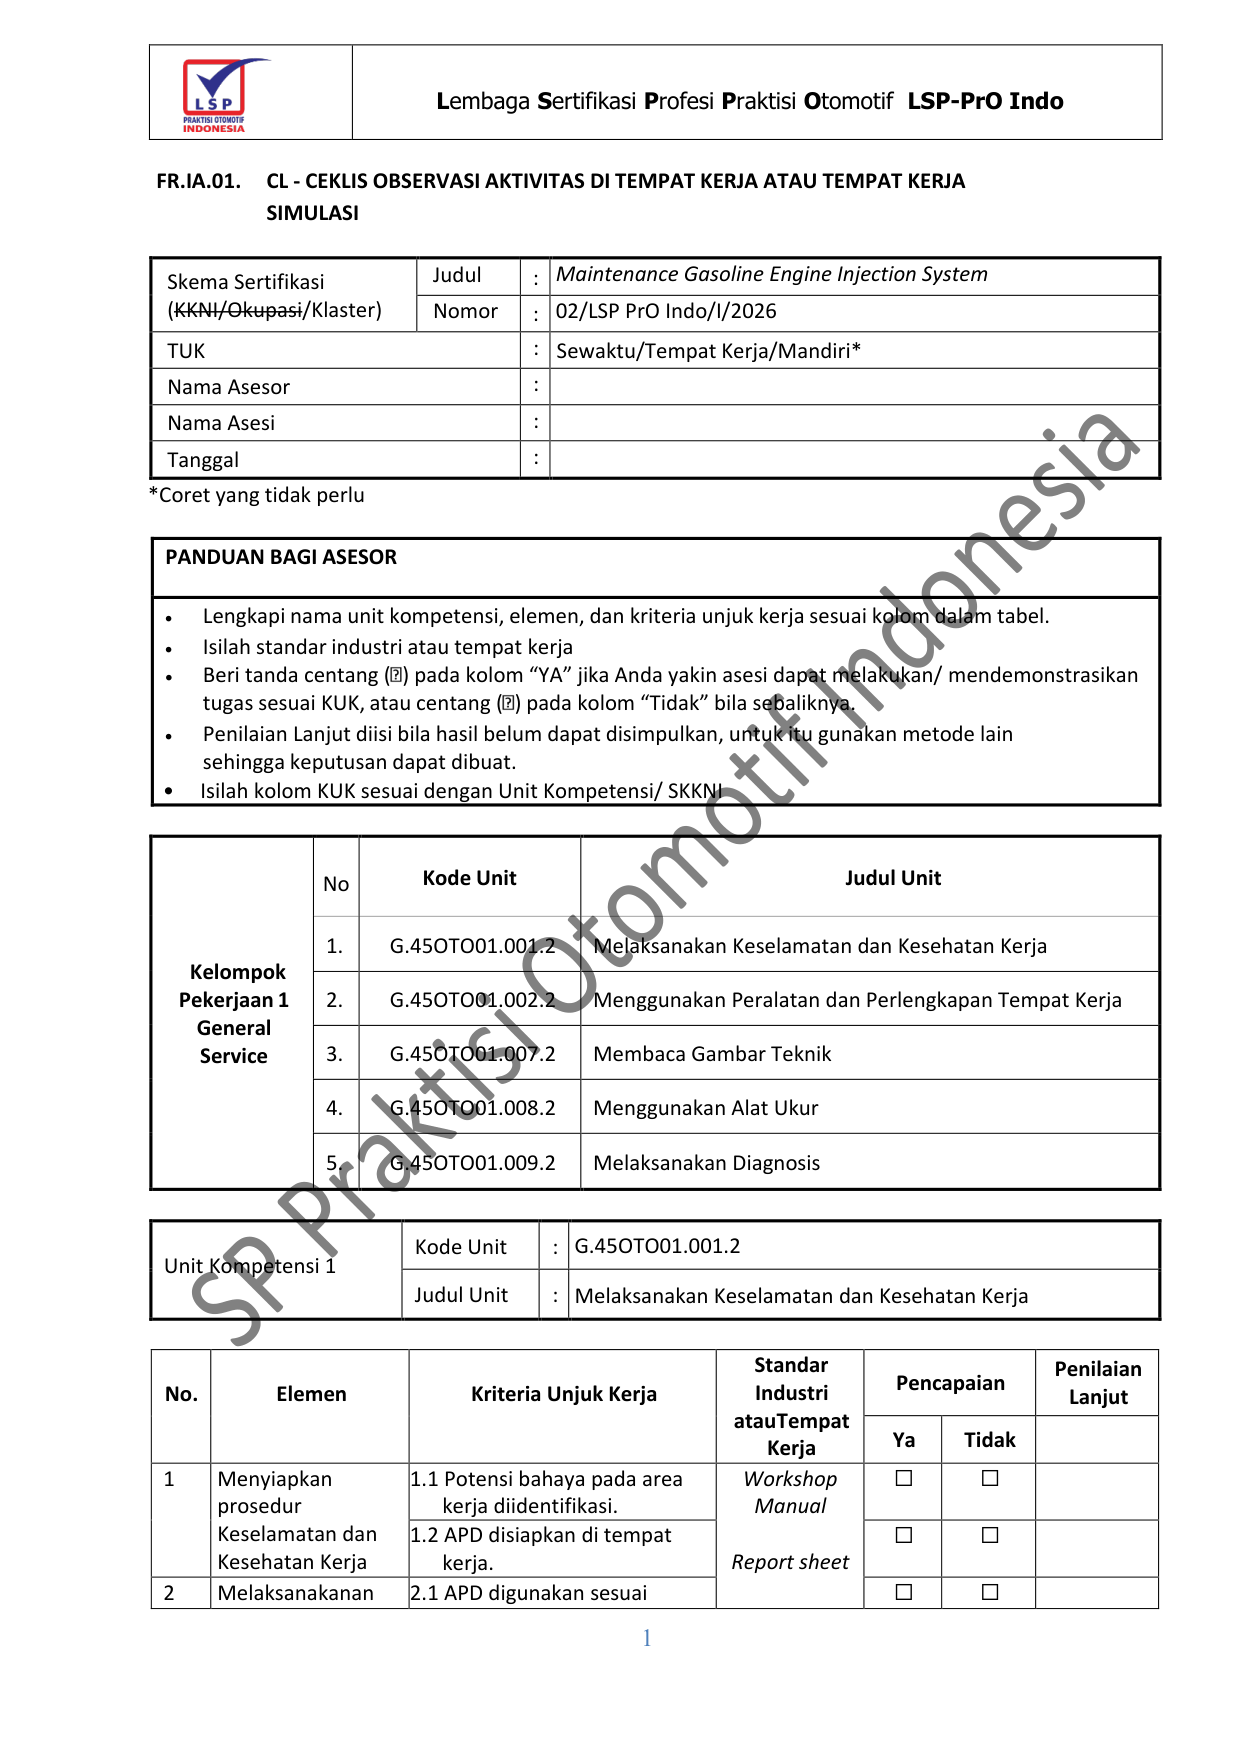 LSP
PRAKTISI OTOMOTIF
INDONESIA
Lembaga Sertifikasi Profesi Praktisi Otomotif LSP-PrO Indo
FR.IA.01. CL - CEKLIS OBSERVASI AKTIVITAS DI TEMPAT KERJA ATAU TEMPAT KERJA
SIMULASI
Skema Sertifikasi
(KKNI/Okupasi/Klaster)
Judul : Maintenance Gasoline Engine Injection System
Nomor : 02/LSP PrO Indo/I/2026
TUK : Sewaktu/Tempat Kerja/Mandiri*
Nama Asesor :
Nama Asesi :
Tanggal :
*Coret yang tidak perlu
PANDUAN BAGI ASESOR
• Lengkapi nama unit kompetensi, elemen, dan kriteria unjuk kerja sesuai kolom dalam tabel.
• Isilah standar industri atau tempat kerja
• Beri tanda centang (⍰) pada kolom “YA” jika Anda yakin asesi dapat melakukan/ mendemonstrasikan
tugas sesuai KUK, atau centang (⍰) pada kolom “Tidak” bila sebaliknya.
• Penilaian Lanjut diisi bila hasil belum dapat disimpulkan, untuk itu gunakan metode lain
sehingga keputusan dapat dibuat.
• Isilah kolom KUK sesuai dengan Unit Kompetensi/ SKKNI
Kelompok
Pekerjaan 1
General
Service
No Kode Unit Judul Unit
1. G.45OTO01.001.2 Melaksanakan Keselamatan dan Kesehatan Kerja
2. G.45OTO01.002.2 Menggunakan Peralatan dan Perlengkapan Tempat Kerja
3. G.45OTO01.007.2 Membaca Gambar Teknik
4. G.45OTO01.008.2 Menggunakan Alat Ukur
5. G.45OTO01.009.2 Melaksanakan Diagnosis
Unit Kompetensi 1
Kode Unit : G.45OTO01.001.2
Judul Unit : Melaksanakan Keselamatan dan Kesehatan Kerja
No. Elemen Kriteria Unjuk Kerja
Standar
Industri
atauTempat
Kerja
Pencapaian
Ya Tidak
Penilaian
Lanjut
1 Menyiapkan
prosedur
Keselamatan dan
Kesehatan Kerja
1.1 Potensi bahaya pada area
kerja diidentifikasi.
Workshop
Manual
☐ ☐
1.2 APD disiapkan di tempat
kerja.
Report sheet
☐ ☐
2 Melaksanakanan
2.1 APD digunakan sesuai
☐ ☐
1
SP Praktisi Otomotif Indonesia